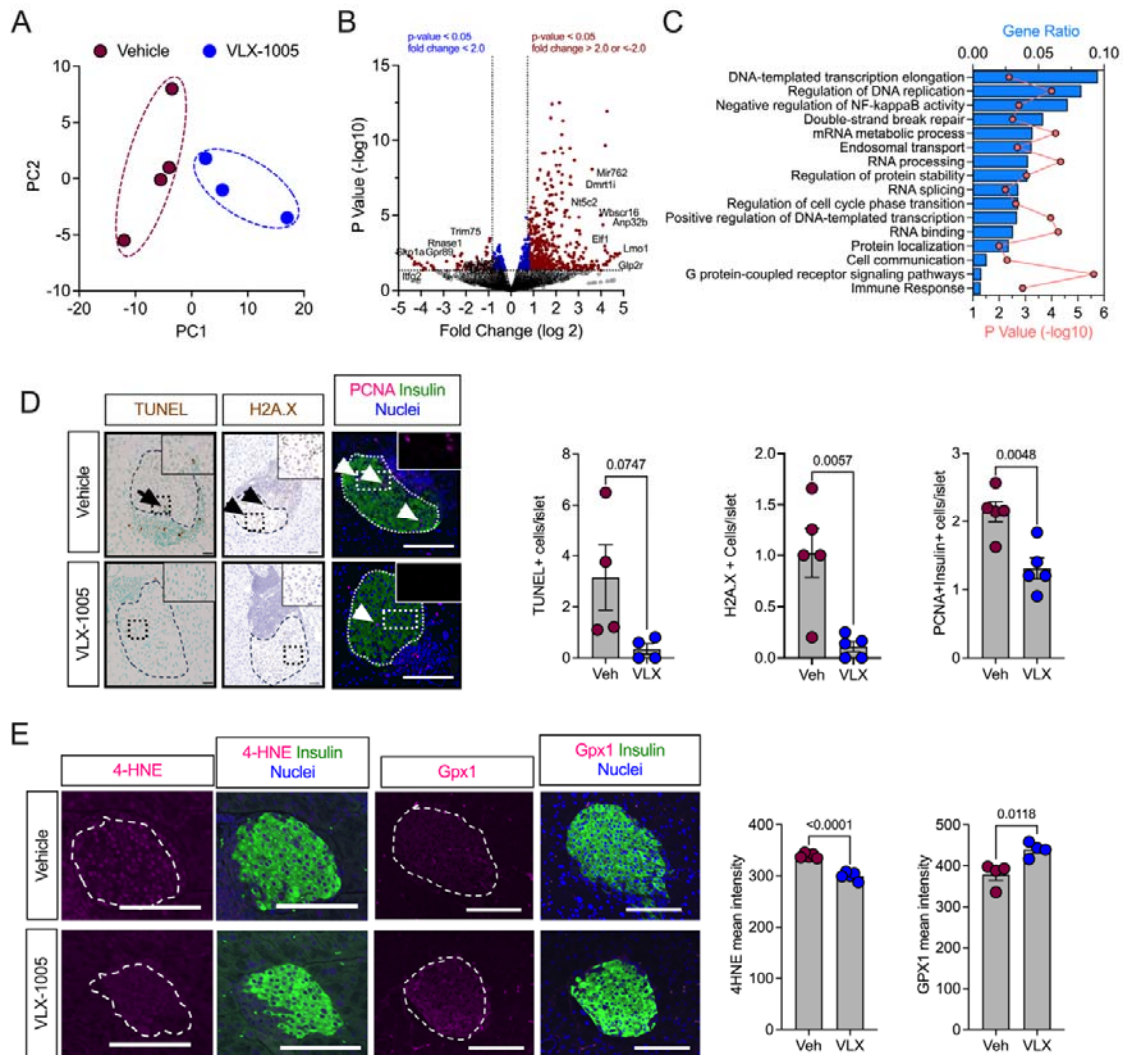 A
Vehicle
VLX-1005
10
5
0
-5
-10
PC2
-20
-10
0
10
20
PC1
B
p-value < 0.05
fold change < 2.0
p-value < 0.05
fold change > 2.0 or <-2.0
15
10
5
0
P Value (-log10)
Mir762
Dmrt1i
Nt5c2
Wbscr16
Anp32b
Elf1
Lmo1
Glp2r
Trim75
Rnase1
Gpr89
Itfg2
-5 -4 -3 -2 -1 0 1 2 3 4 5
Fold Change (log 2)
C
Gene Ratio
0.00 0.05 0.10
DNA-templated transcription elongation
Regulation of DNA replication
Negative regulation of NF-kappaB activity
Double-strand break repair
mRNA metabolic process
Endosomal transport
RNA processing
Regulation of protein stability
RNA splicing
Regulation of cell cycle phase transition
Positive regulation of DNA-templated transcription
RNA binding
Protein localization
Cell communication
G protein-coupled receptor signaling pathways
Immune Response
1 2 3 4 5 6
P Value (-log10)
D
TUNEL
H2A.X
PCNA Insulin
Nuclei
Vehicle
VLX-1005
TUNEL+ cells/islet
8
6
4
2
0
0.0747
Veh VLX
H2A.X + Cells/islet
2.0
1.5
1.0
0.5
0.0
0.0057
Veh VLX
PCNA+Insulin+ cells/islet
3
2
1
0
0.0048
Veh VLX
E
4-HNE
4-HNE Insulin
Nuclei
Gpx1
Gpx1 Insulin
Nuclei
Vehicle
VLX-1005
4HNE mean intensity
400
300
200
100
0
<0.0001
Veh VLX
GPX1 mean intensity
500
400
300
200
100
0
0.0118
Veh VLX